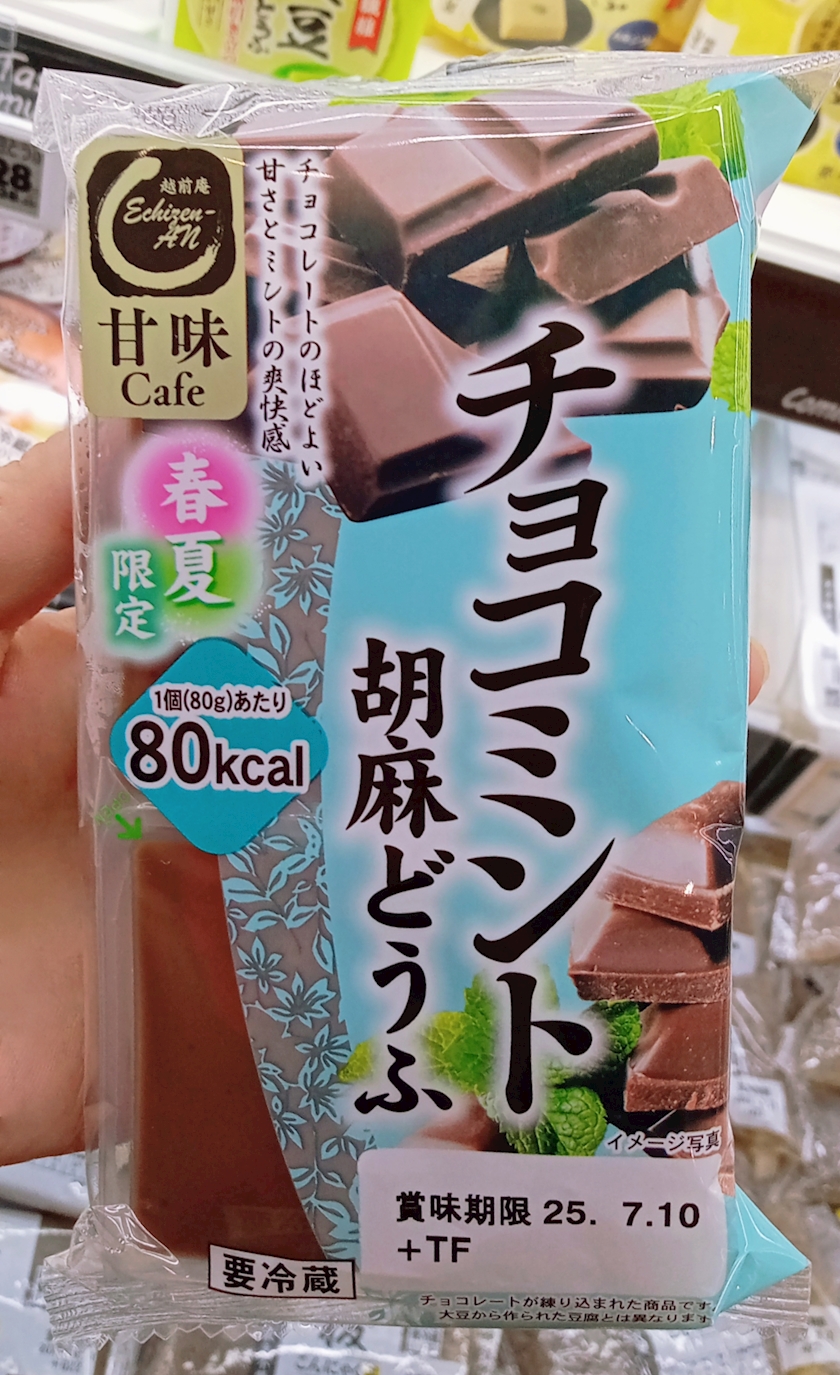 越前庵
Echizen-
AN
甘味
Cafe
チョコレートのほどよい
甘さとミントの爽快感
チョコミント
胡麻どうふ
春夏
限定
1個(80g)あたり
80kcal
イメージ写真
賞味期限 25. 7.10
+TF
要冷蔵
チョコレートが練り込まれた商品です。
大豆から作られた豆腐とは異なります